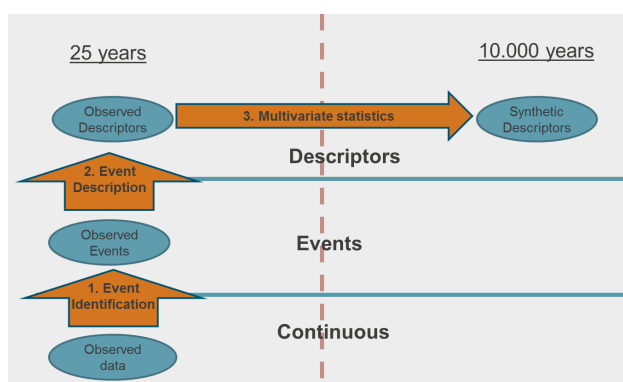 25 years
10.000 years
Observed
Descriptors
3. Multivariate statistics
Synthetic
Descriptors
Descriptors
2. Event
Description
Observed
Events
Events
1. Event
Identification
Continuous
Observed
data